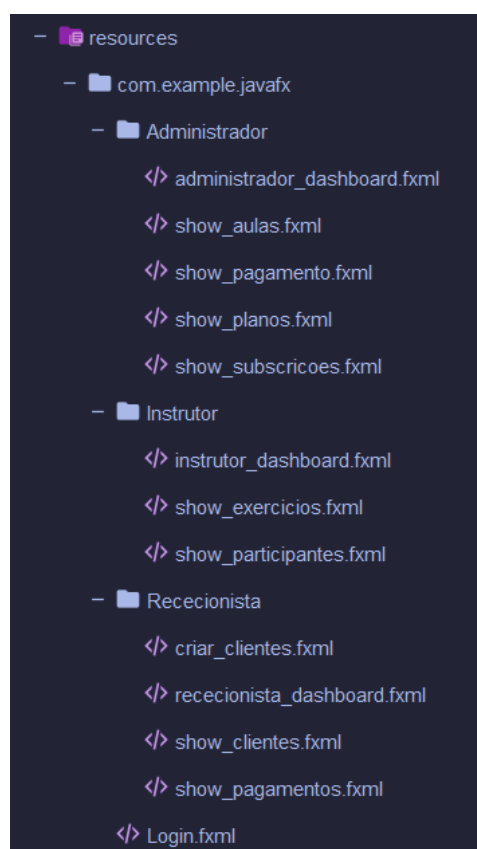 resources
com.example.javafx
Administrador
administrador_dashboard.fxml
show_aulas.fxml
show_pagamento.fxml
show_planos.fxml
show_subscricoes.fxml
Instrutor
instrutor_dashboard.fxml
show_exercicios.fxml
show_participantes.fxml
Rececionista
criar_clientes.fxml
rececionista_dashboard.fxml
show_clientes.fxml
show_pagamentos.fxml
Login.fxml